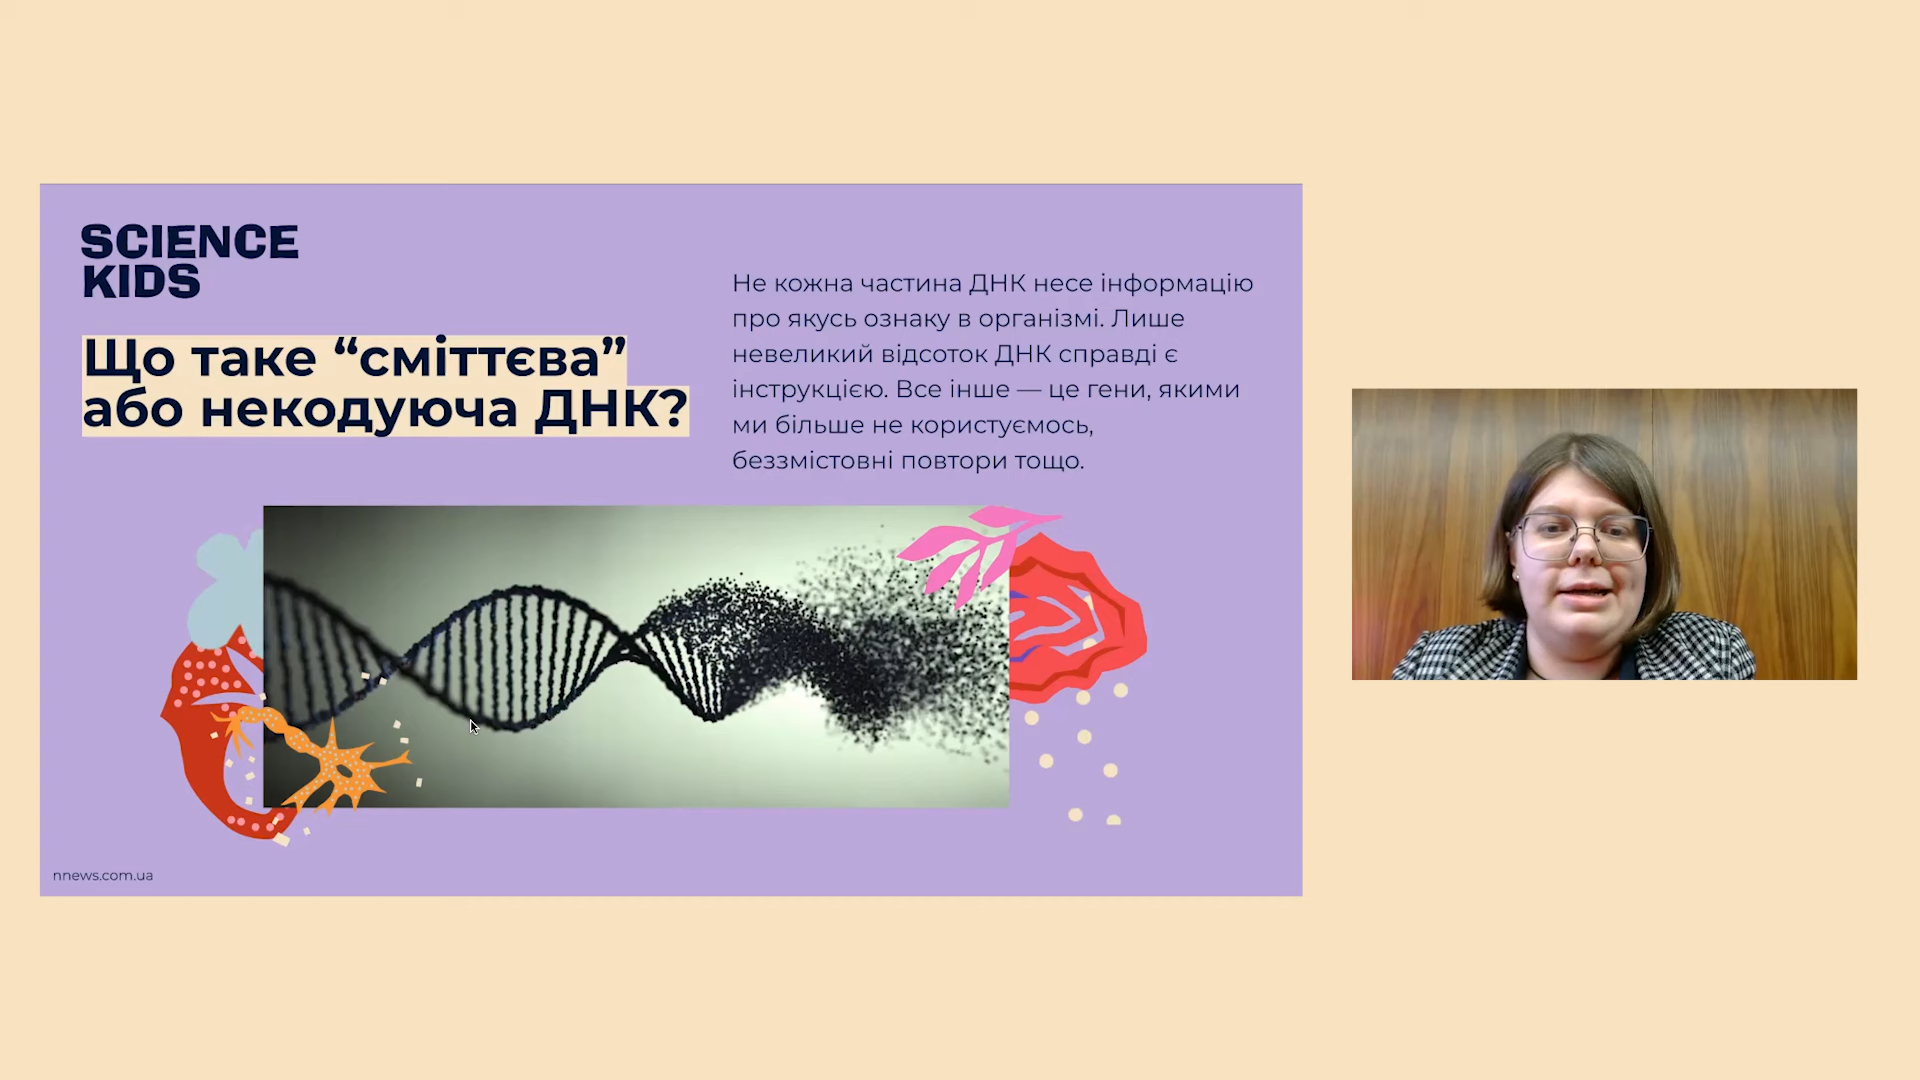 SCIENCE
KIDS
Що таке “сміттєва”
або некодуюча ДНК?
Не кожна частина ДНК несе інформацію
про якусь ознаку в організмі. Лише
невеликий відсоток ДНК справді є
інструкцією. Все інше — це гени, якими
ми більше не користуємось,
беззмістовні повтори тощо.
nnews.com.ua